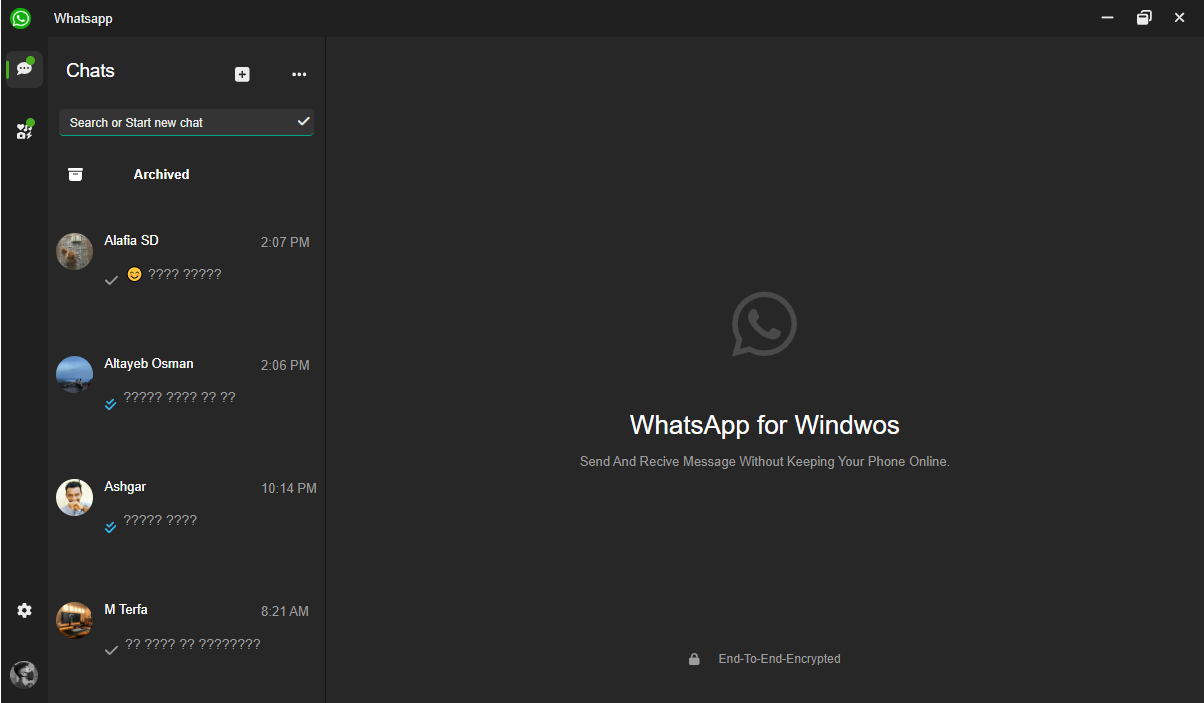 Whatsapp
Chats
Search or Start new chat
Archived
Alafia SD
2:07 PM
😊 ???? ?????
Altayeb Osman
2:06 PM
????? ???? ?? ??
Ashgar
10:14 PM
????? ????
M Terfa
8:21 AM
?? ???? ?? ????????
WhatsApp for Windwos
Send And Recive Message Without Keeping Your Phone Online.
End-To-End-Encrypted